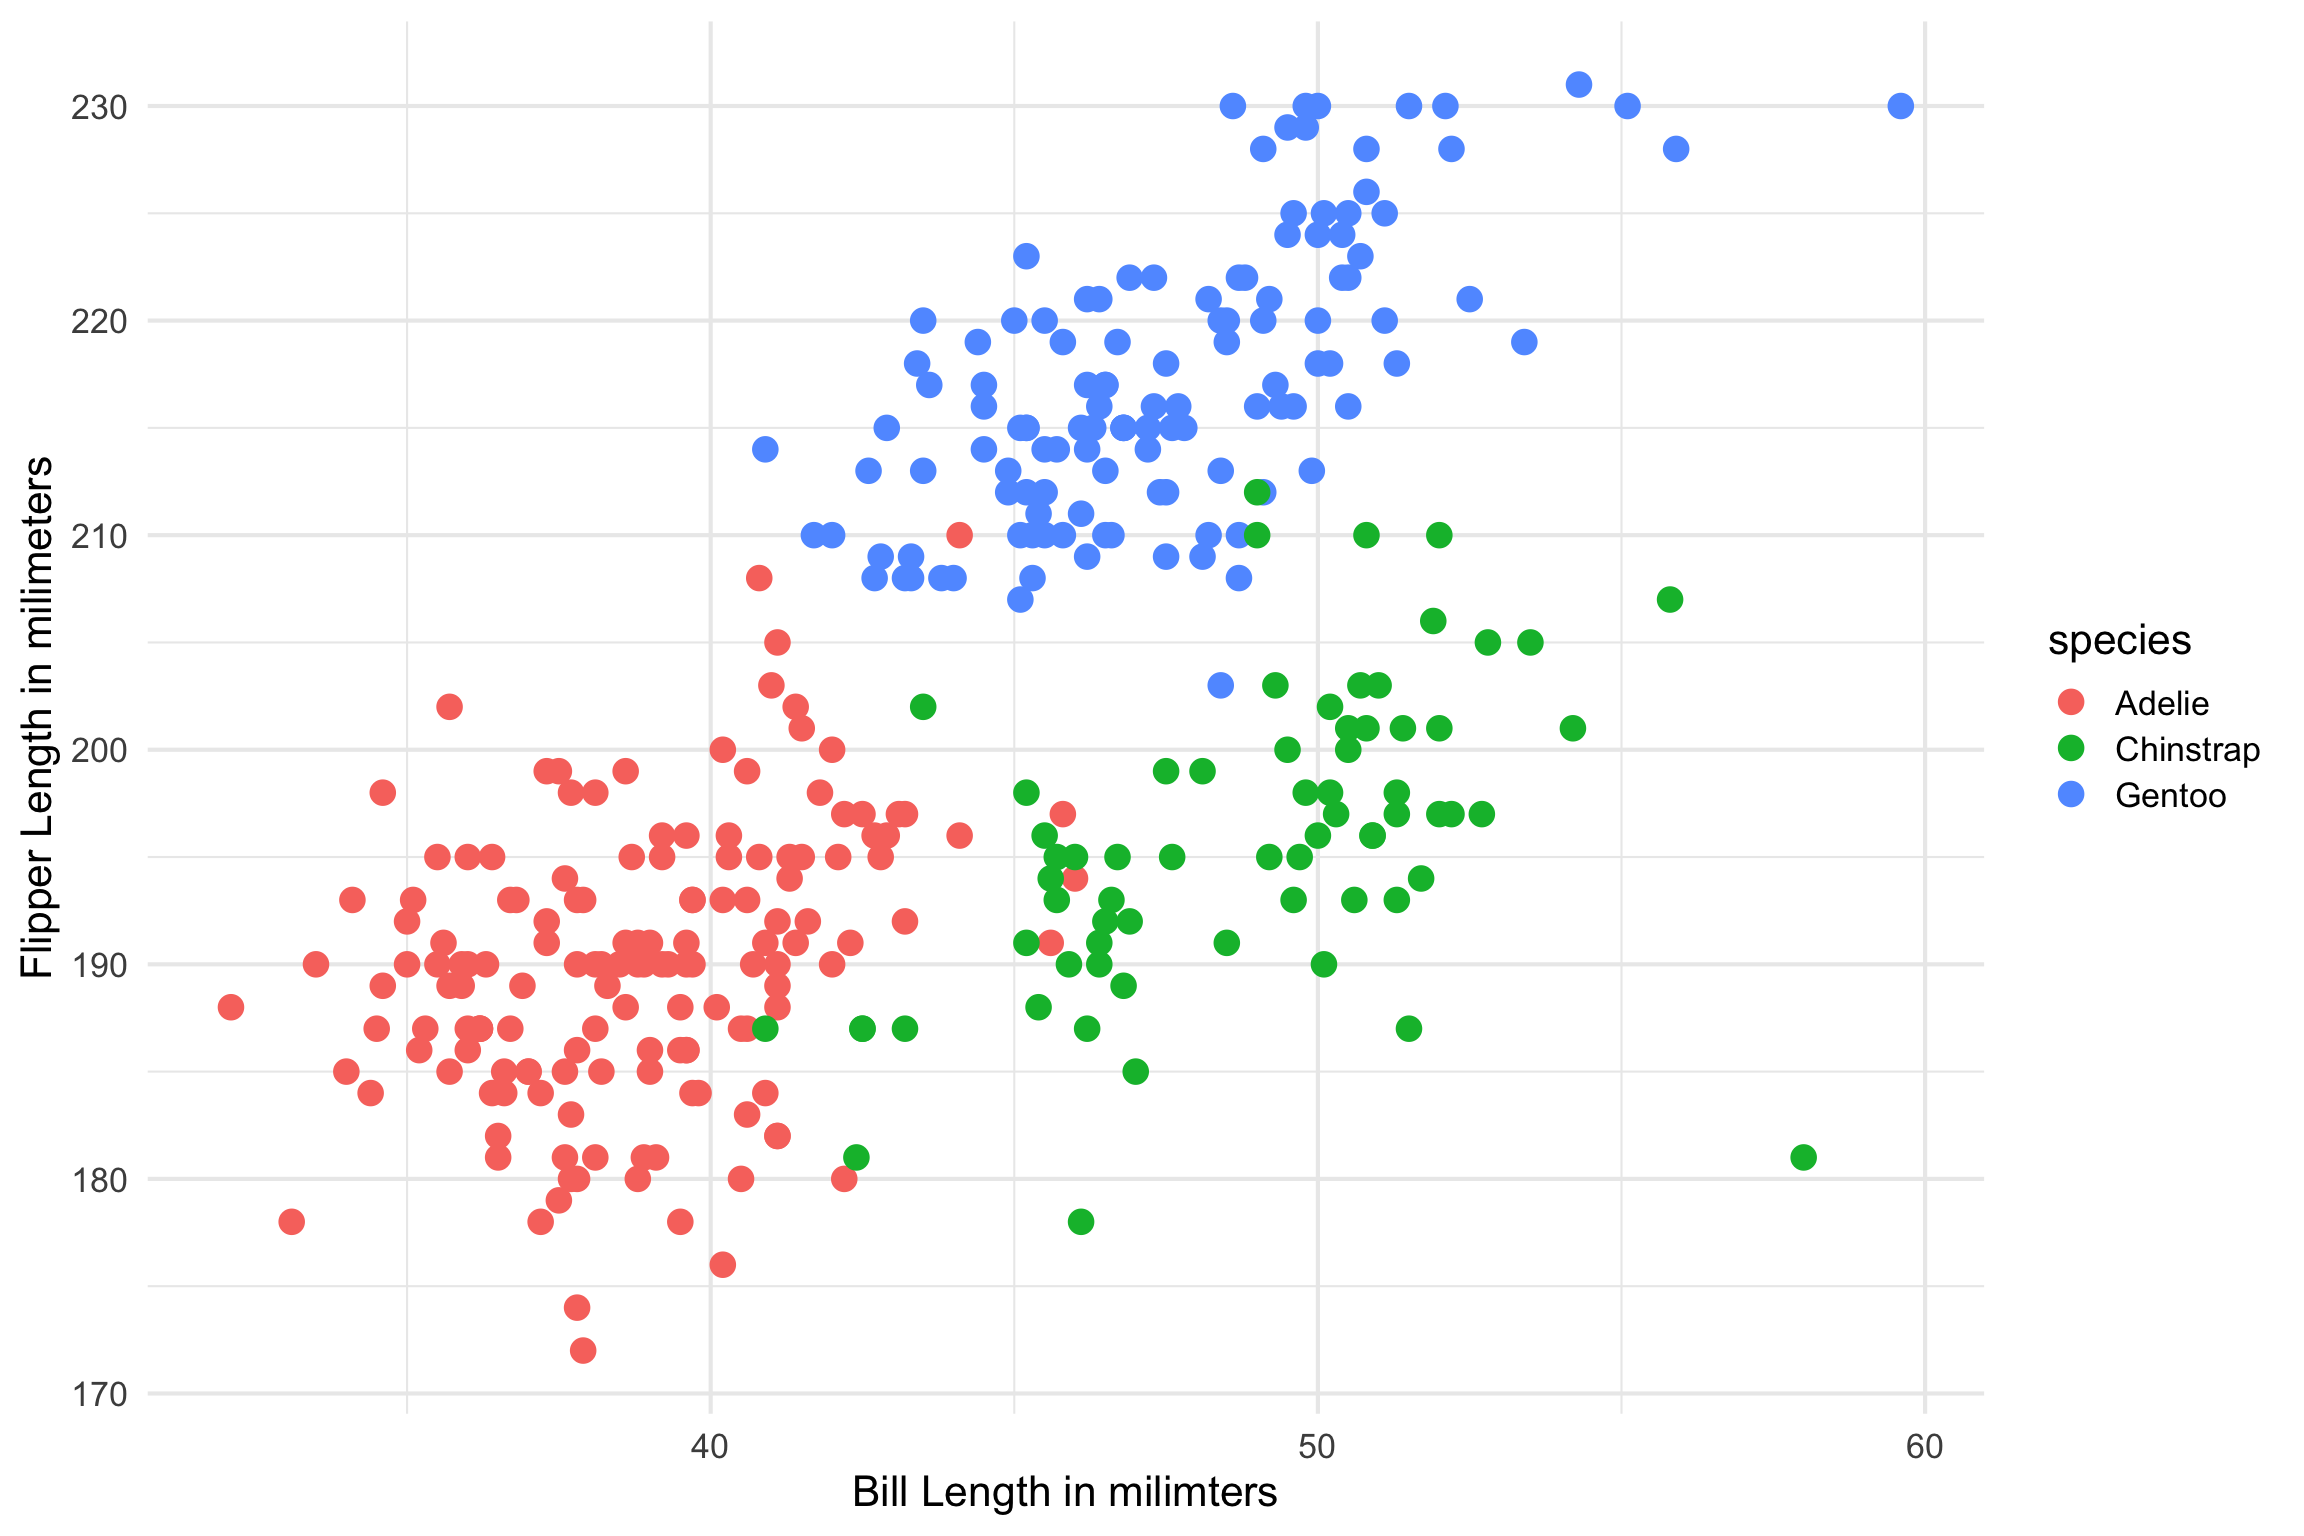 230
220
210
200
190
180
170
Flipper Length in milimeters
40
50
60
Bill Length in milimters
species
Adelie
Chinstrap
Gentoo